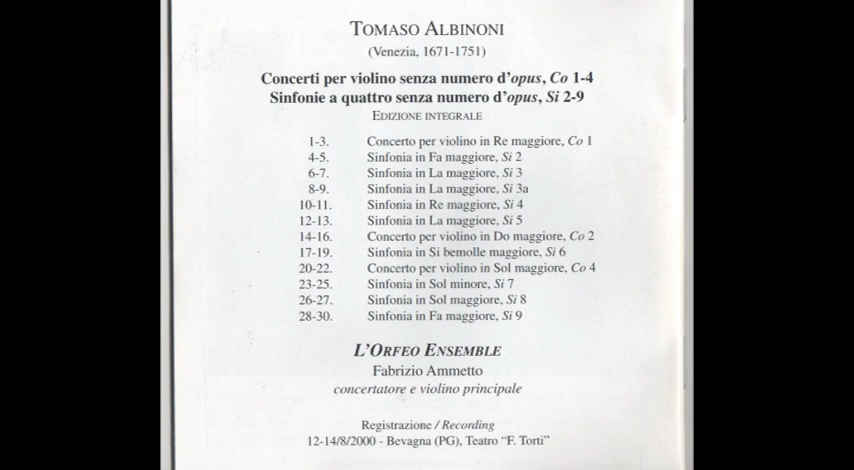 TOMASO ALBINONI
(Venezia, 1671-1751)
Concerti per violino senza numero d'opus, Co 1-4
Sinfonie a quattro senza numero d'opus, Si 2-9
EDIZIONE INTEGRALE
1-3. Concerto per violino in Re maggiore, Co 1
4-5. Sinfonia in Fa maggiore, Si 2
6-7. Sinfonia in La maggiore, Si 3
8-9. Sinfonia in La maggiore, Si 3a
10-11. Sinfonia in Re maggiore, Si 4
12-13. Sinfonia in La maggiore, Si 5
14-16. Concerto per violino in Do maggiore, Co 2
17-19. Sinfonia in Si bemolle maggiore, Si 6
20-22. Concerto per violino in Sol maggiore, Co 4
23-25. Sinfonia in Sol minore, Si 7
26-27. Sinfonia in Sol maggiore, Si 8
28-30. Sinfonia in Fa maggiore, Si 9
L'ORFEO ENSEMBLE
Fabrizio Ammetto
concertatore e violino principale
Registrazione / Recording
12-14/8/2000 - Bevagna (PG), Teatro “F. Torti”